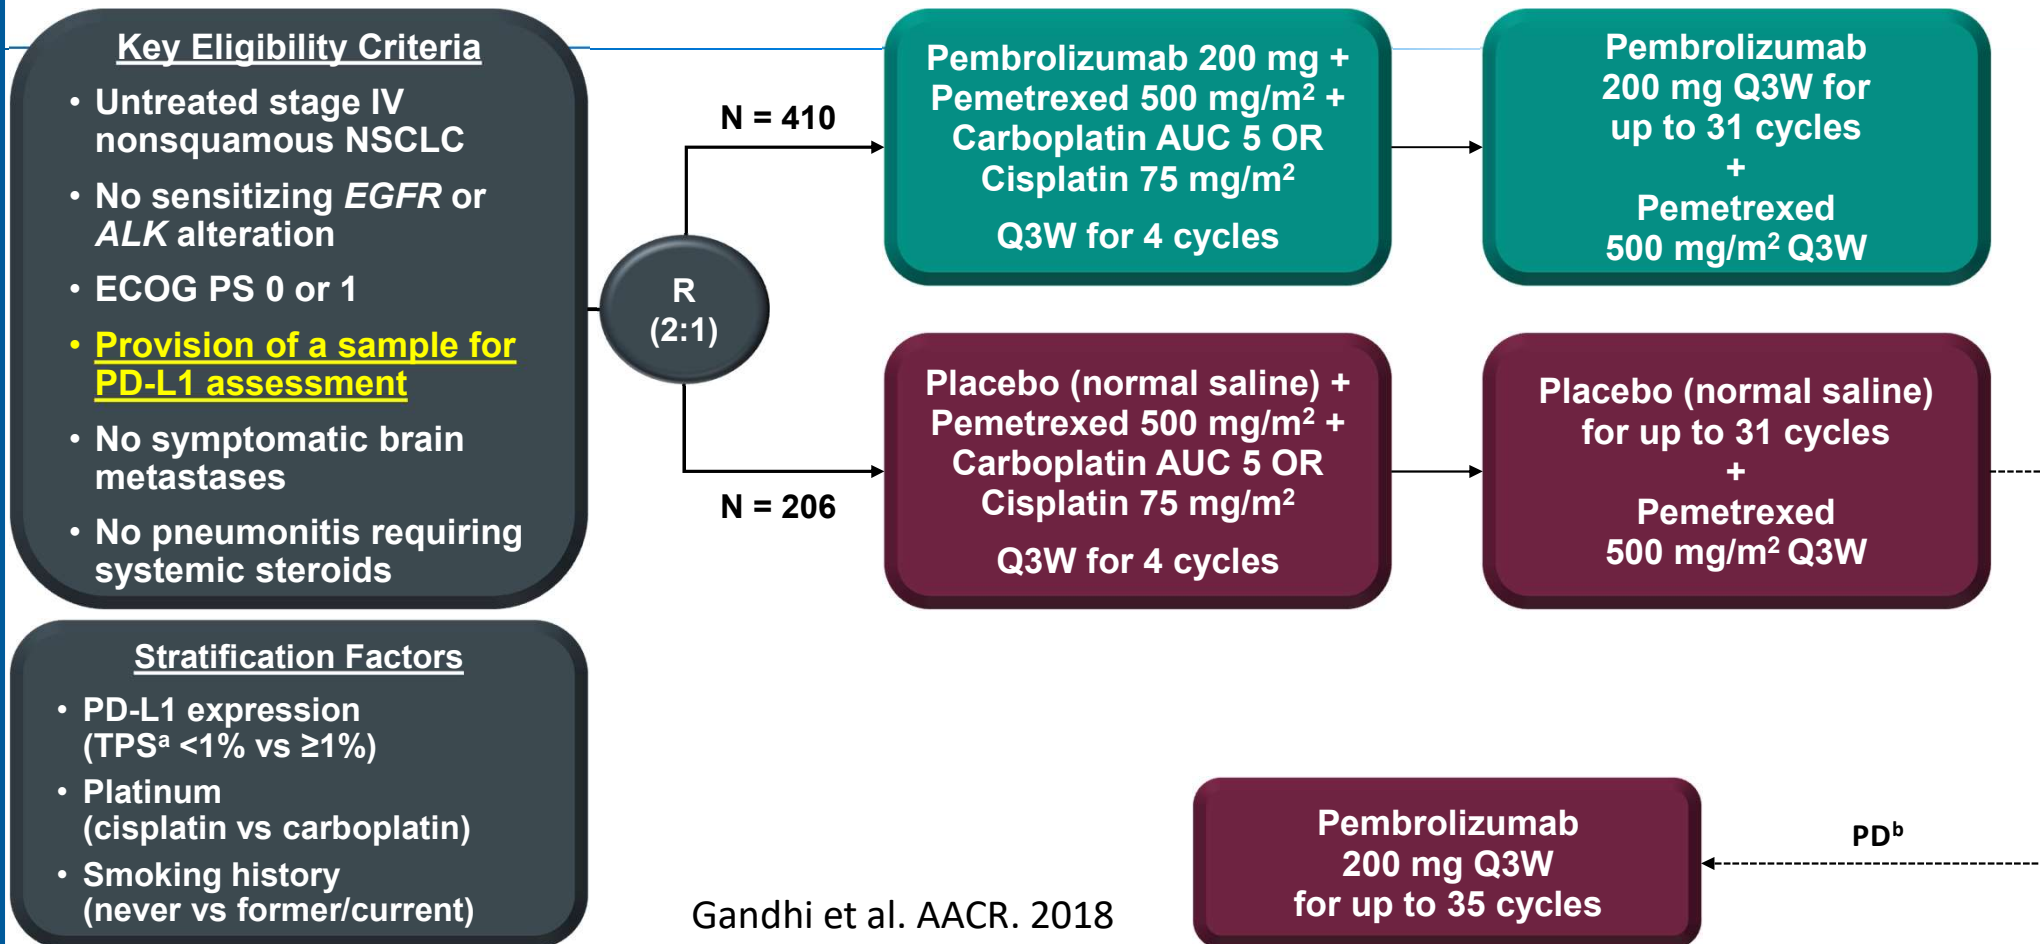 Key Eligibility Criteria
• Untreated stage IV
nonsquamous NSCLC
• No sensitizing EGFR or
ALK alteration
• ECOG PS 0 or 1
• Provision of a sample for
PD-L1 assessment
• No symptomatic brain
metastases
• No pneumonitis requiring
systemic steroids
Stratification Factors
• PD-L1 expression
(TPSᵃ <1% vs ≥1%)
• Platinum
(cisplatin vs carboplatin)
• Smoking history
(never vs former/current)
R
(2:1)
N = 410
Pembrolizumab 200 mg +
Pemetrexed 500 mg/m² +
Carboplatin AUC 5 OR
Cisplatin 75 mg/m²
Q3W for 4 cycles
Pembrolizumab
200 mg Q3W for
up to 31 cycles
+
Pemetrexed
500 mg/m² Q3W
N = 206
Placebo (normal saline) +
Pemetrexed 500 mg/m² +
Carboplatin AUC 5 OR
Cisplatin 75 mg/m²
Q3W for 4 cycles
Placebo (normal saline)
for up to 31 cycles
+
Pemetrexed
500 mg/m² Q3W
PDᵇ
Pembrolizumab
200 mg Q3W
for up to 35 cycles
Gandhi et al. AACR. 2018